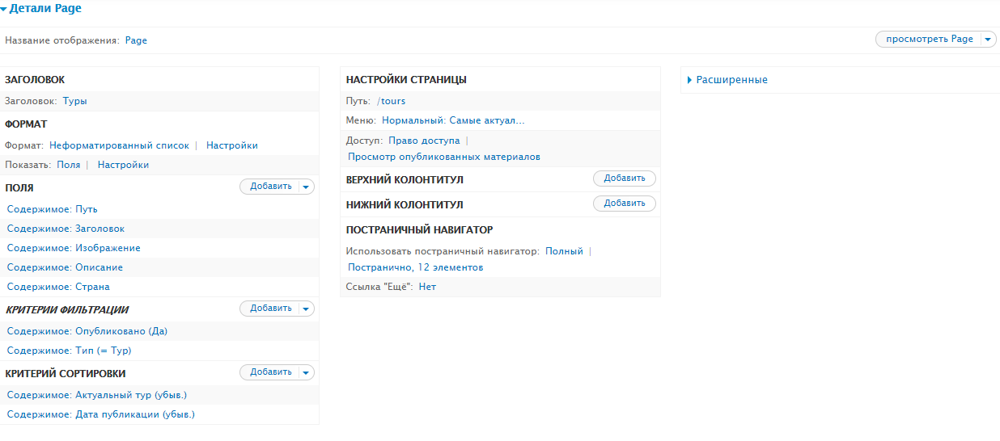 Детали Page
Название отображения: Page
просмотреть Page
ЗАГОЛОВОК
Заголовок: Туры
ФОРМАТ
Формат: Неформатированный список | Настройки
Показать: Поля | Настройки
ПОЛЯ
Добавить
Содержимое: Путь
Содержимое: Заголовок
Содержимое: Изображение
Содержимое: Описание
Содержимое: Страна
КРИТЕРИИ ФИЛЬТРАЦИИ
Добавить
Содержимое: Опубликовано (Да)
Содержимое: Тип (= Тур)
КРИТЕРИЙ СОРТИРОВКИ
Добавить
Содержимое: Актуальный тур (убыв.)
Содержимое: Дата публикации (убыв.)
НАСТРОЙКИ СТРАНИЦЫ
Путь: /tours
Меню: Нормальный: Самые актуал...
Доступ: Право доступа |
Просмотр опубликованных материалов
ВЕРХНИЙ КОЛОНТИТУЛ
Добавить
НИЖНИЙ КОЛОНТИТУЛ
Добавить
ПОСТРАНИЧНЫЙ НАВИГАТОР
Использовать постраничный навигатор: Полный |
Постранично, 12 элементов
Ссылка "Ещё": Нет
Расширенные